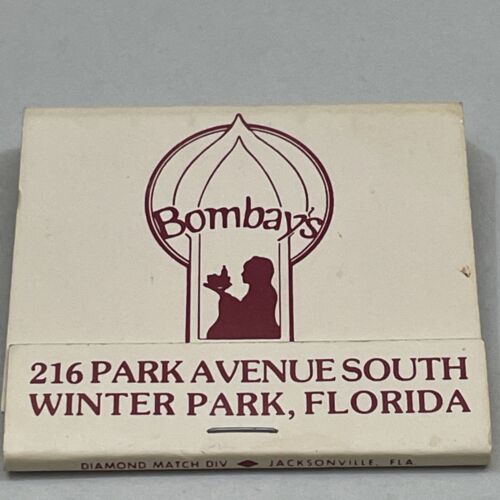 Bombay's
216 PARK AVENUE SOUTH
WINTER PARK, FLORIDA
DIAMOND MATCH DIV JACKSONVILLE, FLA.